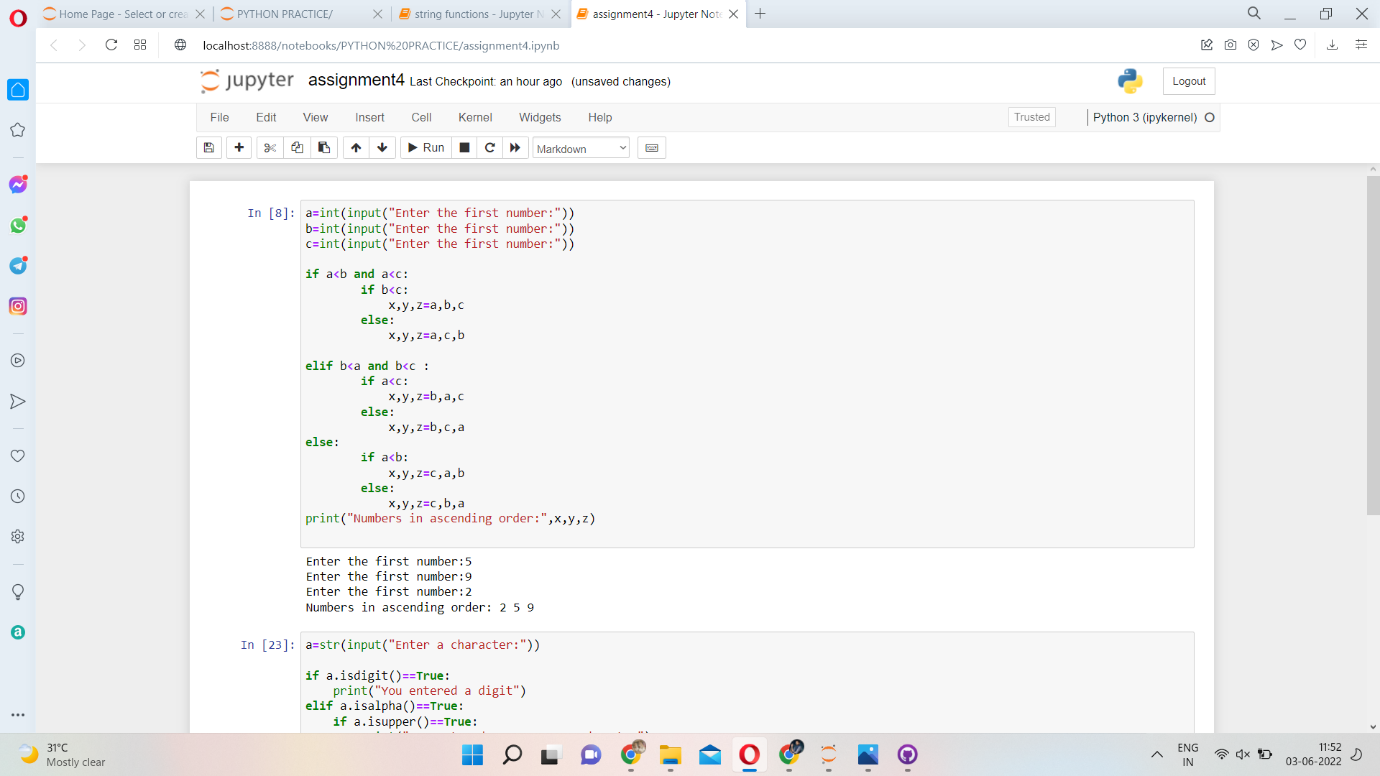 Home Page - Select or crea
PYTHON PRACTICE/
string functions - Jupyter N
assignment4 - Jupyter Note
localhost:8888/notebooks/PYTHON%20PRACTICE/assignment4.ipynb
jupyter assignment4 Last Checkpoint: an hour ago (unsaved changes)
Logout
File Edit View Insert Cell Kernel Widgets Help
Trusted
Python 3 (ipykernel)
Run
Markdown
In [8]:
a=int(input("Enter the first number:"))
b=int(input("Enter the first number:"))
c=int(input("Enter the first number:"))
if a<b and a<c:
if b<c:
x,y,z=a,b,c
else:
x,y,z=a,c,b
elif b<a and b<c :
if a<c:
x,y,z=b,a,c
else:
x,y,z=b,c,a
else:
if a<b:
x,y,z=c,a,b
else:
x,y,z=c,b,a
print("Numbers in ascending order:",x,y,z)
Enter the first number:5
Enter the first number:9
Enter the first number:2
Numbers in ascending order: 2 5 9
In [23]:
a=str(input("Enter a character:"))
if a.isdigit()==True:
print("You entered a digit")
elif a.isalpha()==True:
if a.isupper()==True:
31°C
Mostly clear
ENG
IN
11:52
03-06-2022